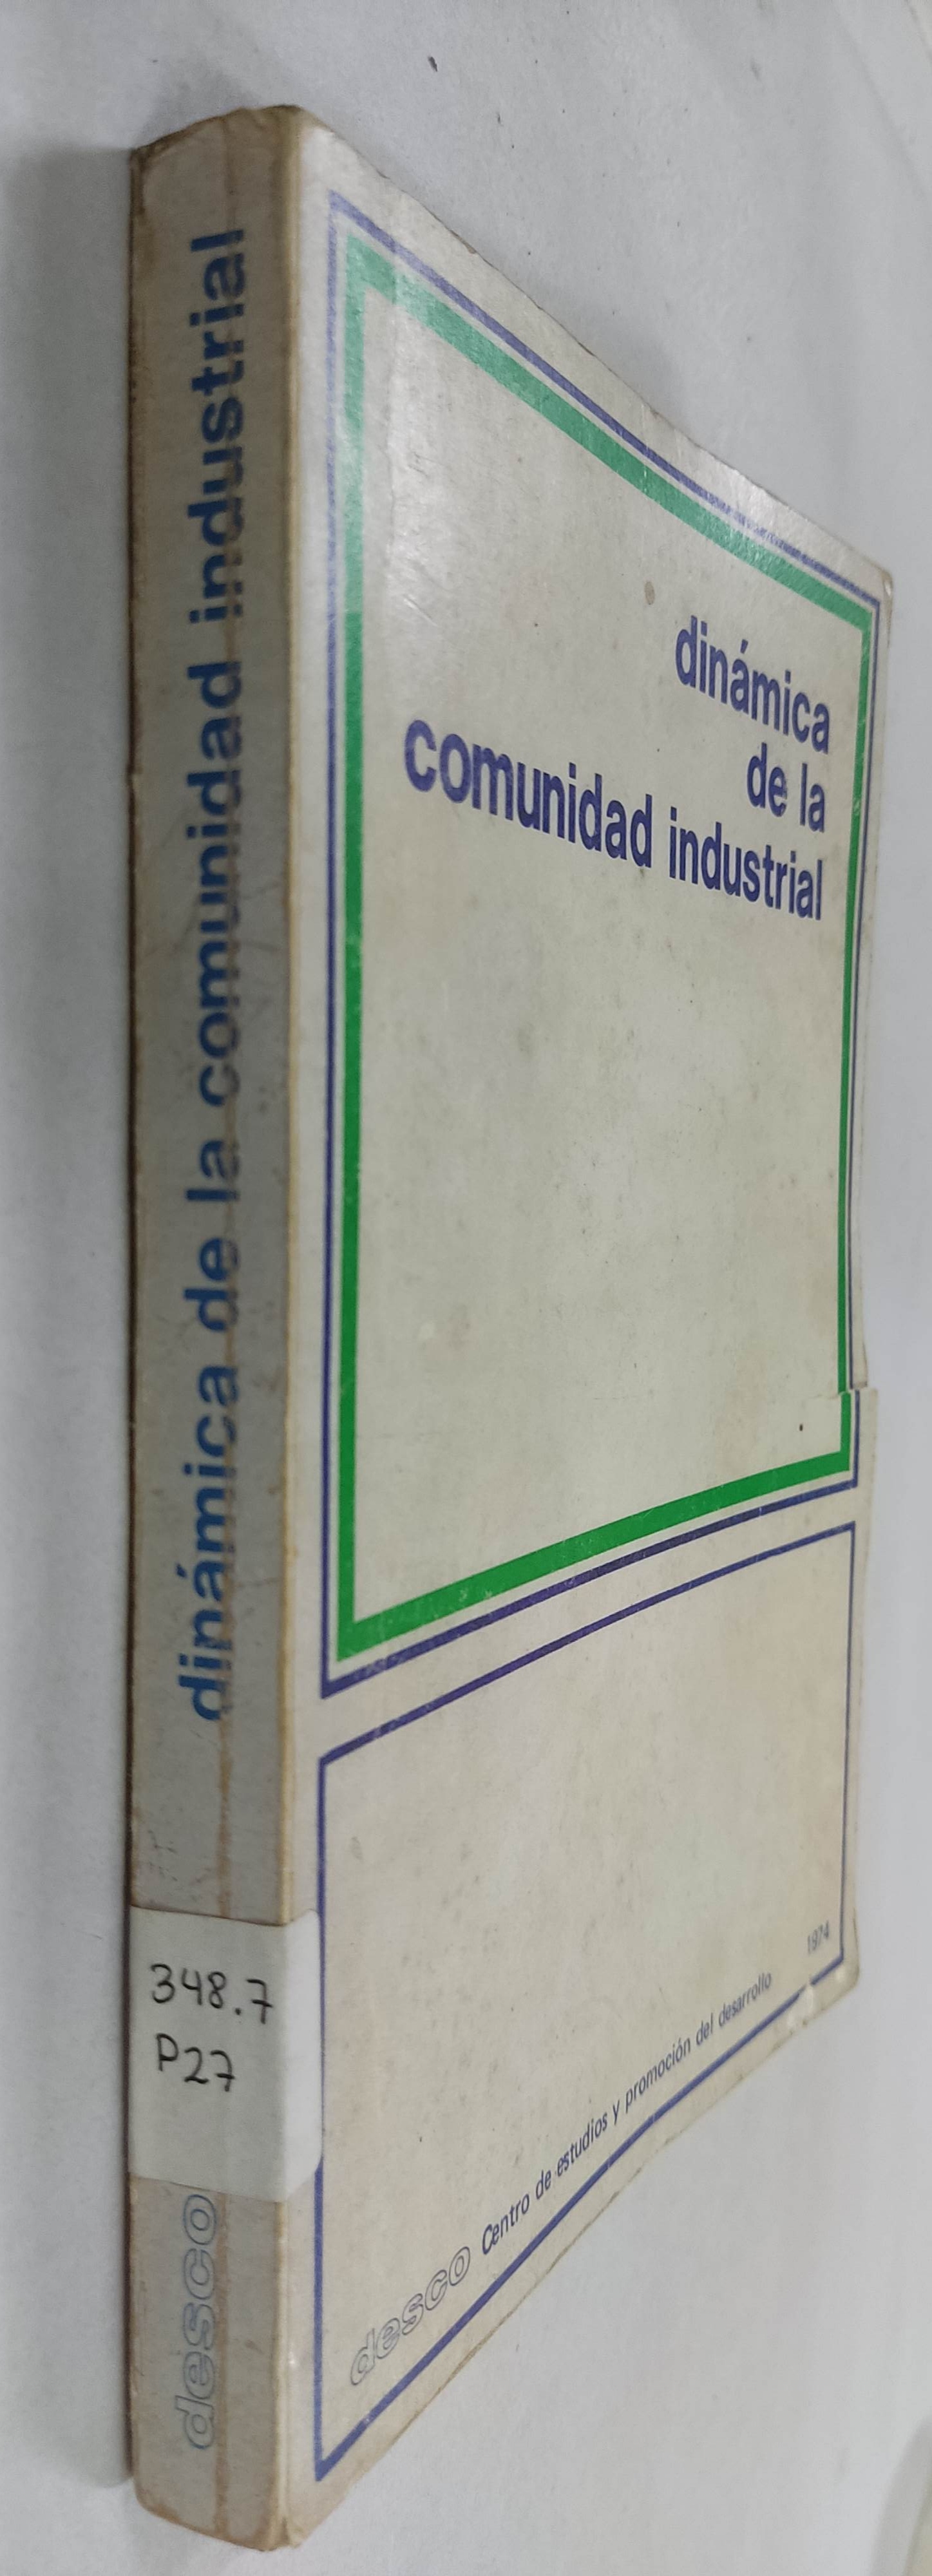 dinámica de la comunidad industrial
348.7
P27
desco
dinámica
de la
comunidad industrial
desco Centro de estudios y promoción del desarrollo 1974